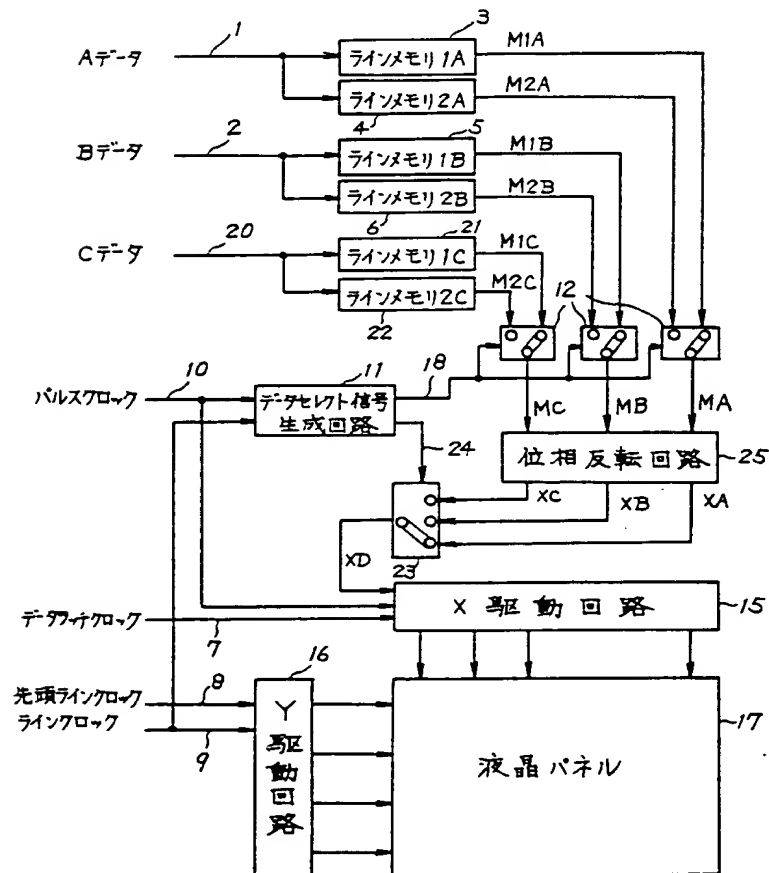 3
1
Aデータ
ラインメモリ1A
M1A
ラインメモリ2A
M2A
4
5
2
Bデータ
ラインメモリ1B
M1B
ラインメモリ2B
M2B
6
21
20
Cデータ
ラインメモリ1C
M1C
ラインメモリ2C
M2C
22
12
12
10
11
18
パルスクロック
データセレクト信号
生成回路
MC
MB
MA
24
位相反転回路
25
XC
XB
XA
XD
23
X駆動回路
15
データラッチクロック
7
16
先頭ラインクロック
8
ラインクロック
9
Y駆動回路
液晶パネル
17